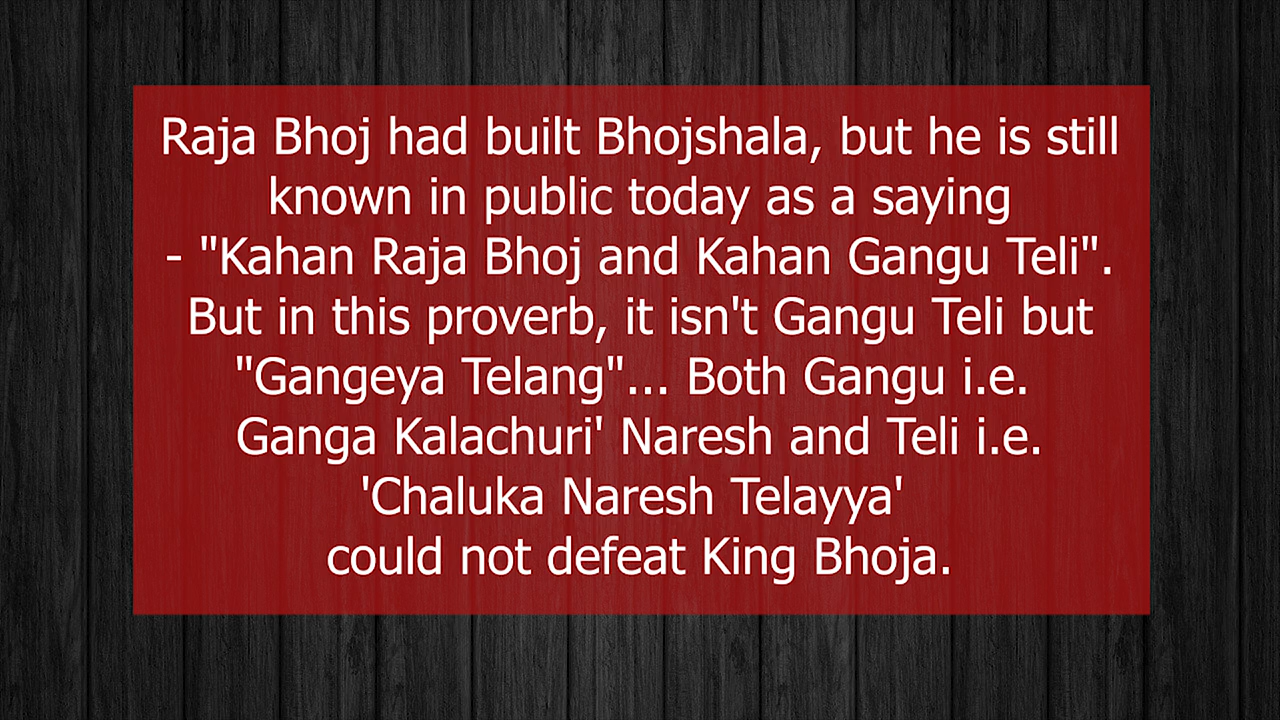 Raja Bhoj had built Bhojshala, but he is still
known in public today as a saying
- "Kahan Raja Bhoj and Kahan Gangu Teli".
But in this proverb, it isn't Gangu Teli but
"Gangeya Telang"... Both Gangu i.e.
Ganga Kalachuri' Naresh and Teli i.e.
'Chaluka Naresh Telayya'
could not defeat King Bhoja.